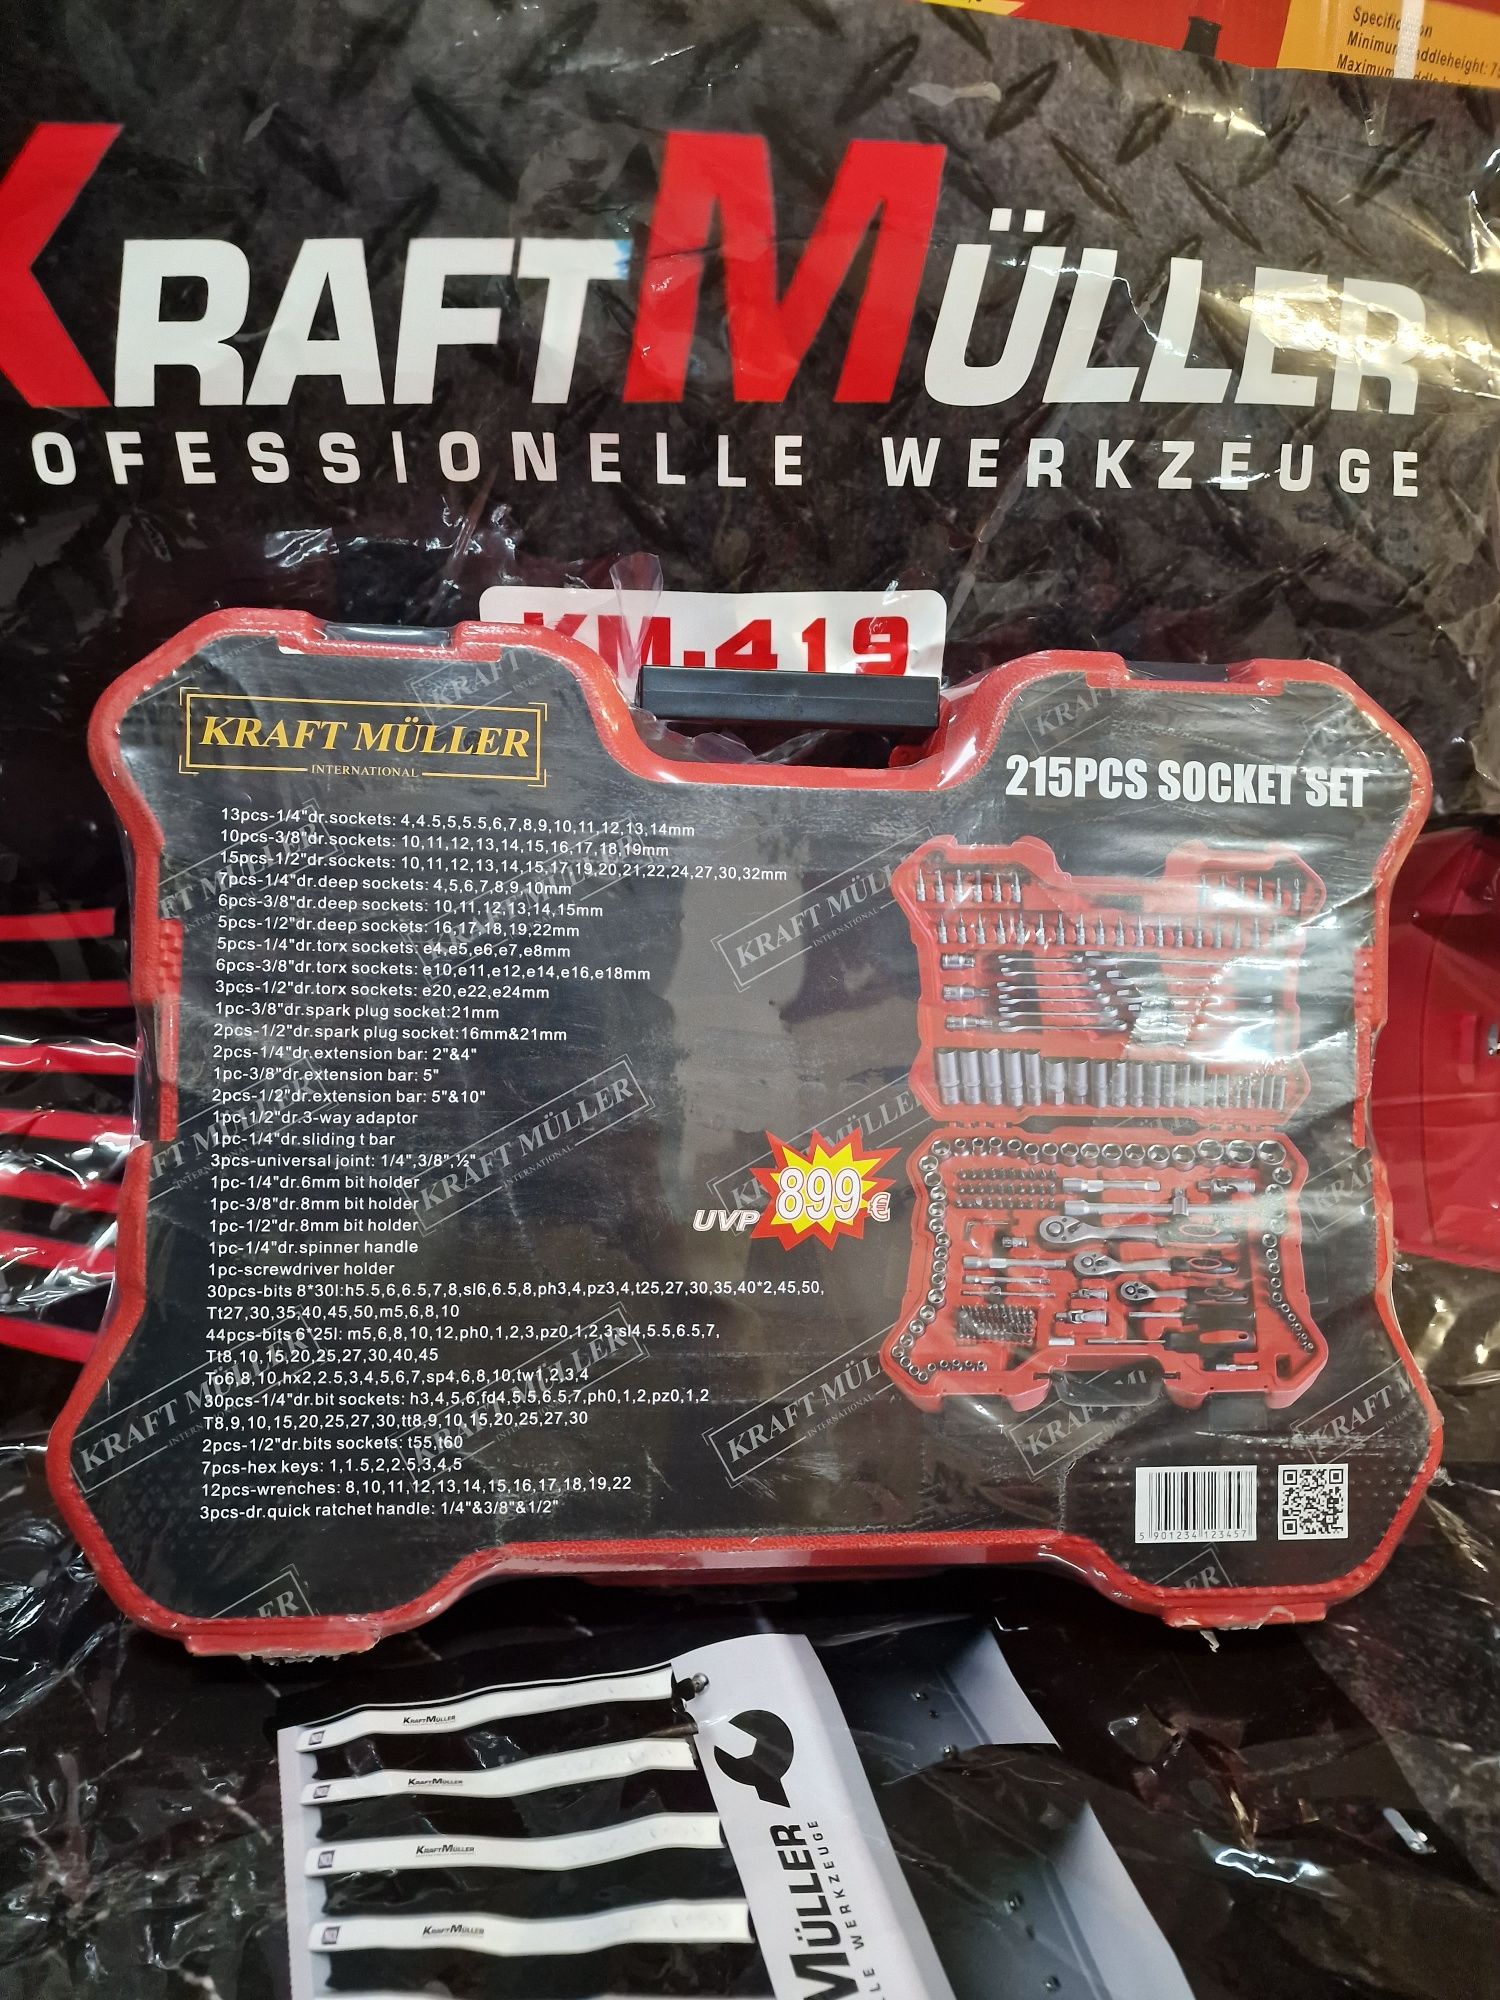 Specifi
Minimum addleheight: 7
Maximum
KRAFTMÜLLER
OFESSIONELLE WERKZEUGE
KM-419
KRAFT MÜLLER
INTERNATIONAL
215PCS SOCKET SET
13pcs-1/4"dr.sockets: 4,4.5,5,5.5,6,7,8,9,10,11,12,13,14mm
10pcs-3/8"dr.sockets: 10,11,12,13,14,15,16,17,18,19mm
15pcs-1/2"dr.sockets: 10,11,12,13,14,15,17,19,20,21,22,24,27,30,32mm
7pcs-1/4"dr.deep sockets: 4,5,6,7,8,9,10mm
6pcs-3/8"dr.deep sockets: 10,11,12,13,14,15mm
5pcs-1/2"dr.deep sockets: 16,17,18,19,22mm
5pcs-1/4"dr.torx sockets: e4,e5,e6,e7,e8mm
6pcs-3/8"dr.torx sockets: e10,e11,e12,e14,e16,e18mm
3pcs-1/2"dr.torx sockets: e20,e22,e24mm
1pc-3/8"dr.spark plug socket:21mm
2pcs-1/2"dr.spark plug socket:16mm&21mm
2pcs-1/4"dr.extension bar: 2"&4"
1pc-3/8"dr.extension bar: 5"
2pcs-1/2"dr.extension bar: 5"&10"
1pc-1/2"dr.3-way adaptor
1pc-1/4"dr.sliding t bar
3pcs-universal joint: 1/4",3/8",½"
1pc-1/4"dr.6mm bit holder
1pc-3/8"dr.8mm bit holder
1pc-1/2"dr.8mm bit holder
1pc-1/4"dr.spinner handle
1pc-screwdriver holder
30pcs-bits 8*30l:h5.5,6,6.5,7,8,sl6,6.5,8,ph3,4,pz3,4,t25,27,30,35,40*2,45,50,
Tt27,30,35,40,45,50,m5,6,8,10
44pcs-bits 6*25l: m5,6,8,10,12,ph0,1,2,3,pz0,1,2,3,sl4,5.5,6.5,7,
Tt8,10,15,20,25,27,30,40,45
To6,8,10,hx2,2.5,3,4,5,6,7,sp4,6,8,10,tw1,2,3,4
30pcs-1/4"dr.bit sockets: h3,4,5,6,fd4,5.5,6.5,7,ph0,1,2,pz0,1,2
T8,9,10,15,20,25,27,30,tt8,9,10,15,20,25,27,30
2pcs-1/2"dr.bits sockets: t55,t60
7pcs-hex keys: 1,1.5,2,2.5,3,4,5
12pcs-wrenches: 8,10,11,12,13,14,15,16,17,18,19,22
3pcs-dr.quick ratchet handle: 1/4"&3/8"&1/2"
UVP 899€
5 901234 123457
KRAFTMÜLLER
KRAFTMÜLLER
KRAFTMÜLLER
KRAFTMÜLLER
MÜLLER
LLE WERKZEUGE